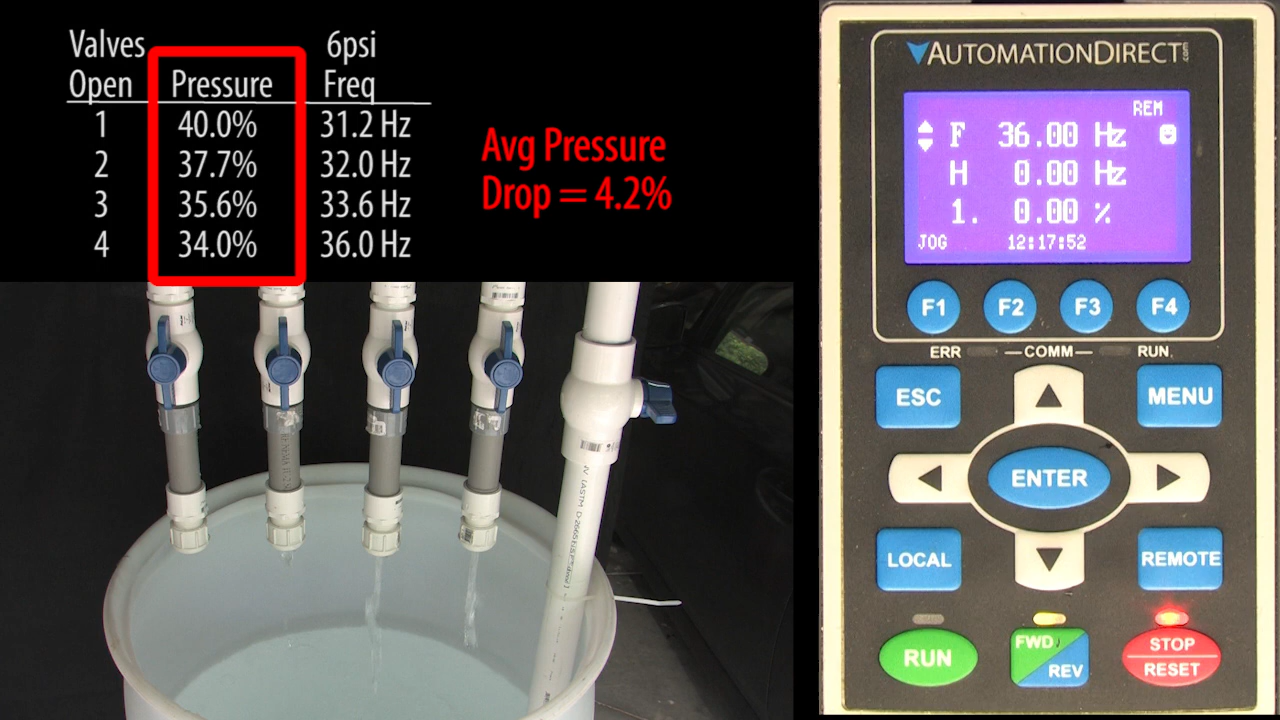 Valves 6psi
Open Pressure Freq
1 40.0% 31.2 Hz
2 37.7% 32.0 Hz
3 35.6% 33.6 Hz
4 34.0% 36.0 Hz
Avg Pressure
Drop = 4.2%
AUTOMATIONDIRECT.com
REM
F 36.00 Hz
H 0.00 Hz
1. 0.00 %
JOG 12:17:52
F1 F2 F3 F4
ERR COMM RUN
ESC MENU
ENTER
LOCAL REMOTE
RUN FWD REV STOP RESET